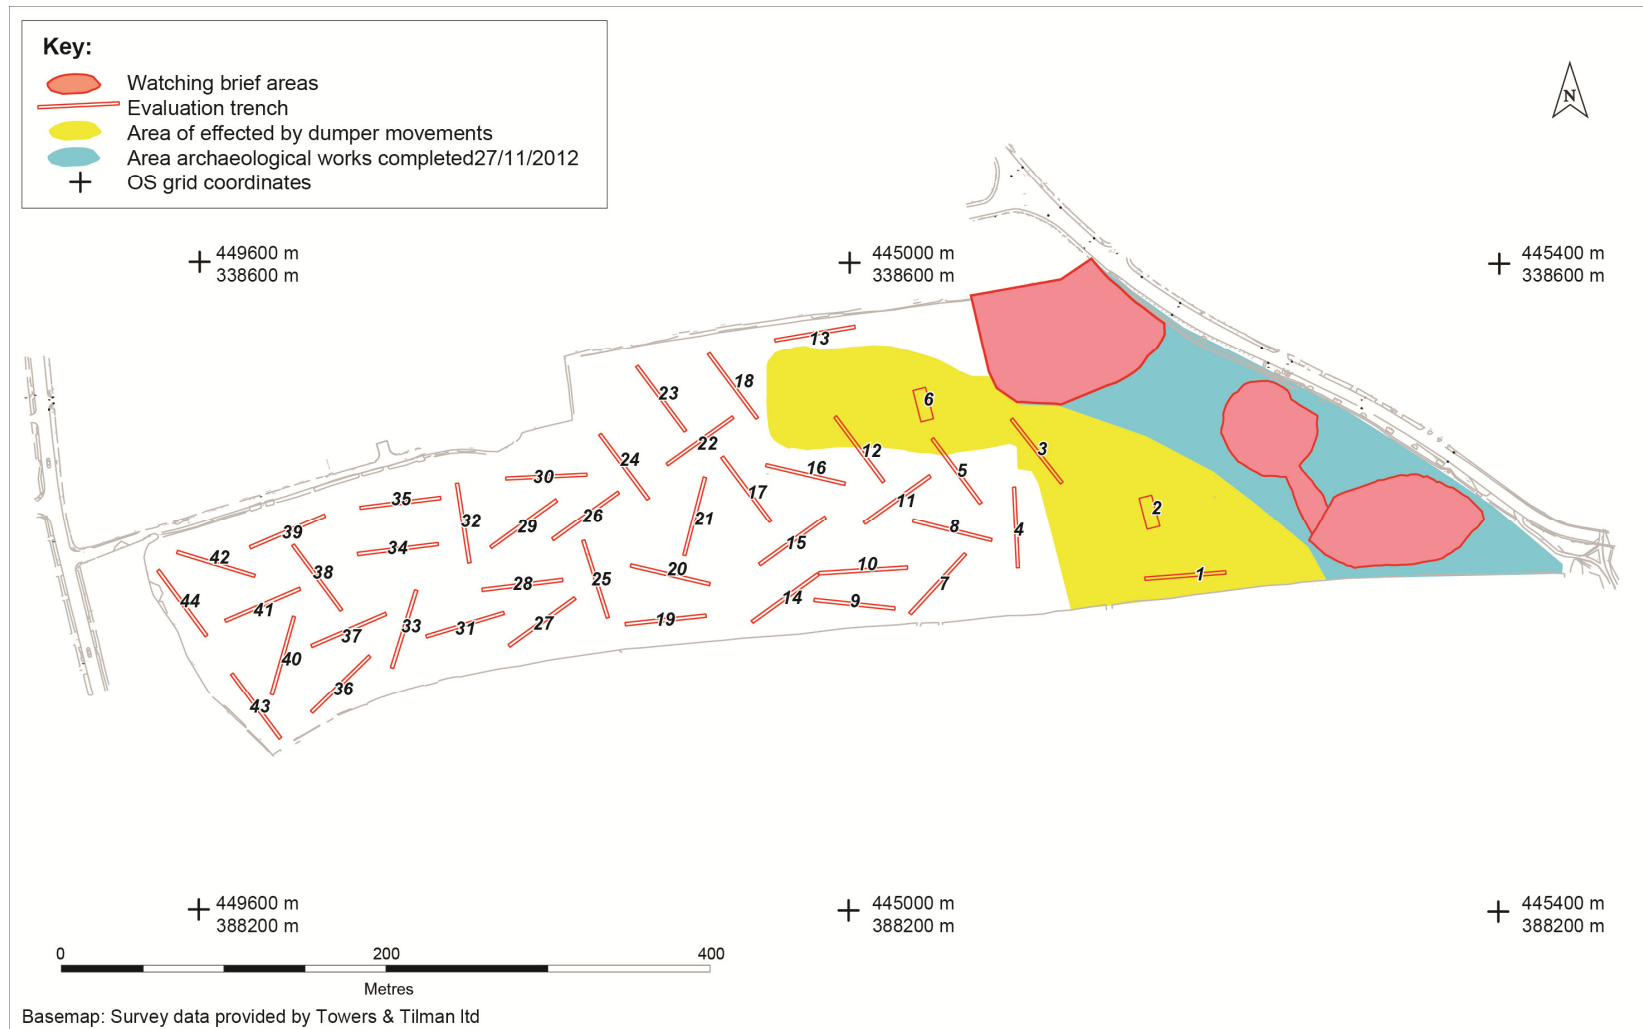 Key:
Watching brief areas
Evaluation trench
Area of effected by dumper movements
Area archaeological works completed27/11/2012
OS grid coordinates
N
449600 m
338600 m
445000 m
338600 m
445400 m
338600 m
13
23
18
6
22
12
3
24
5
30
16
17
11
2
35
32
29
26
21
8
4
39
15
34
42
38
28
25
20
10
1
44
41
7
14
9
37
33
31
27
19
40
36
43
449600 m
388200 m
445000 m
388200 m
445400 m
388200 m
0
200
400
Metres
Basemap: Survey data provided by Towers & Tilman ltd